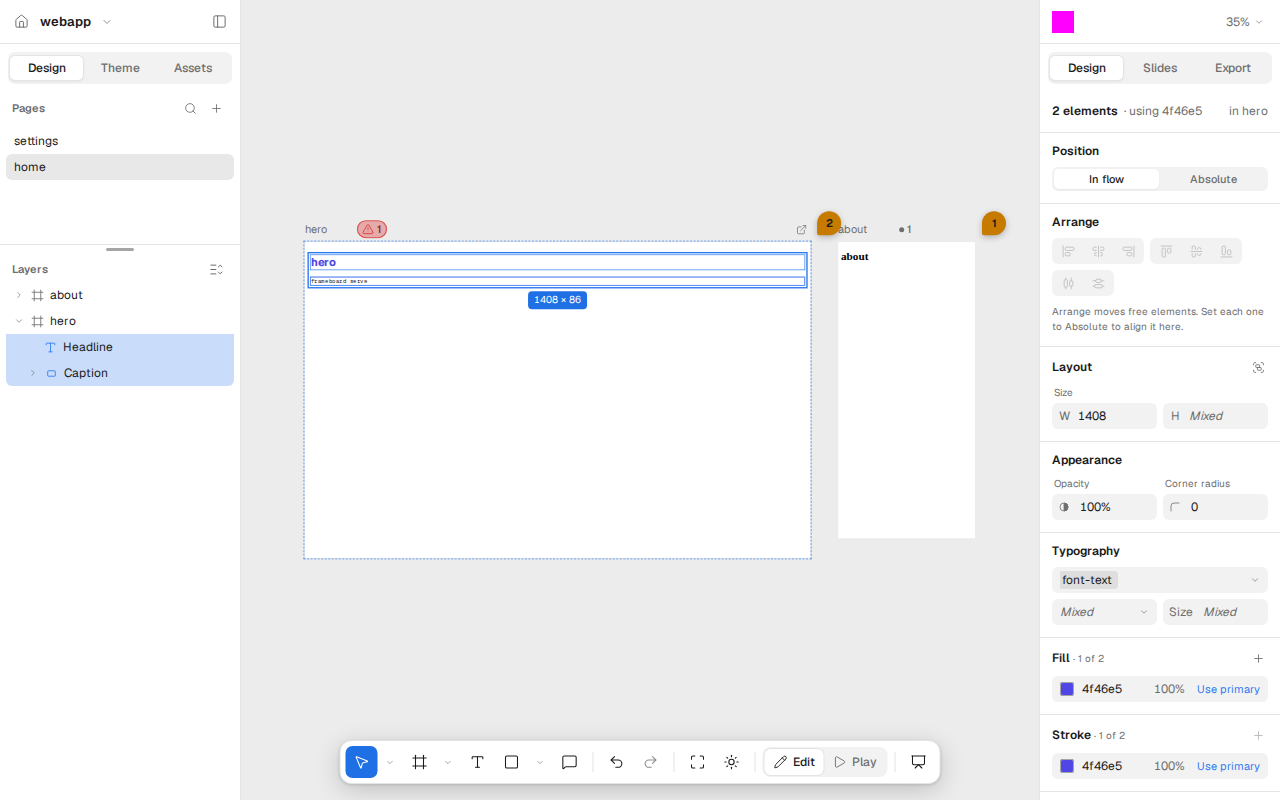 webapp
35%
Design Theme Assets
Design Slides Export
Pages
2 elements · using 4f46e5 in hero
settings
home
Position
In flow Absolute
Arrange
Arrange moves free elements. Set each one
to Absolute to align it here.
Layers
about
hero
Headline
Caption
hero 1
2
about 1
1
hero
frameboard serve
1408 × 86
about
Layout
Size
W 1408 H Mixed
Appearance
Opacity Corner radius
100% 0
Typography
font-text
Mixed Size Mixed
Fill · 1 of 2
4f46e5 100% Use primary
Stroke · 1 of 2
4f46e5 100% Use primary
Edit Play